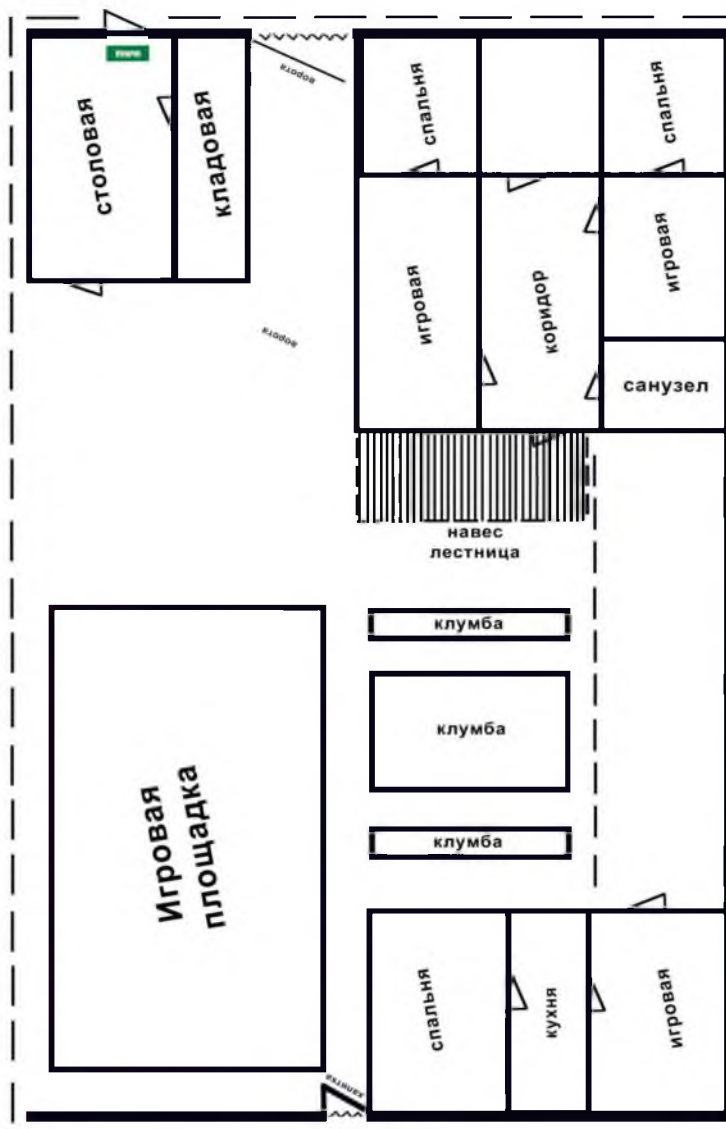 ворота
столовая
кладовая
спальня
спальня
игровая
коридор
игровая
санузел
ворота
навес
лестница
клумба
клумба
клумба
Игровая
площадка
спальня
кухня
игровая
калитка